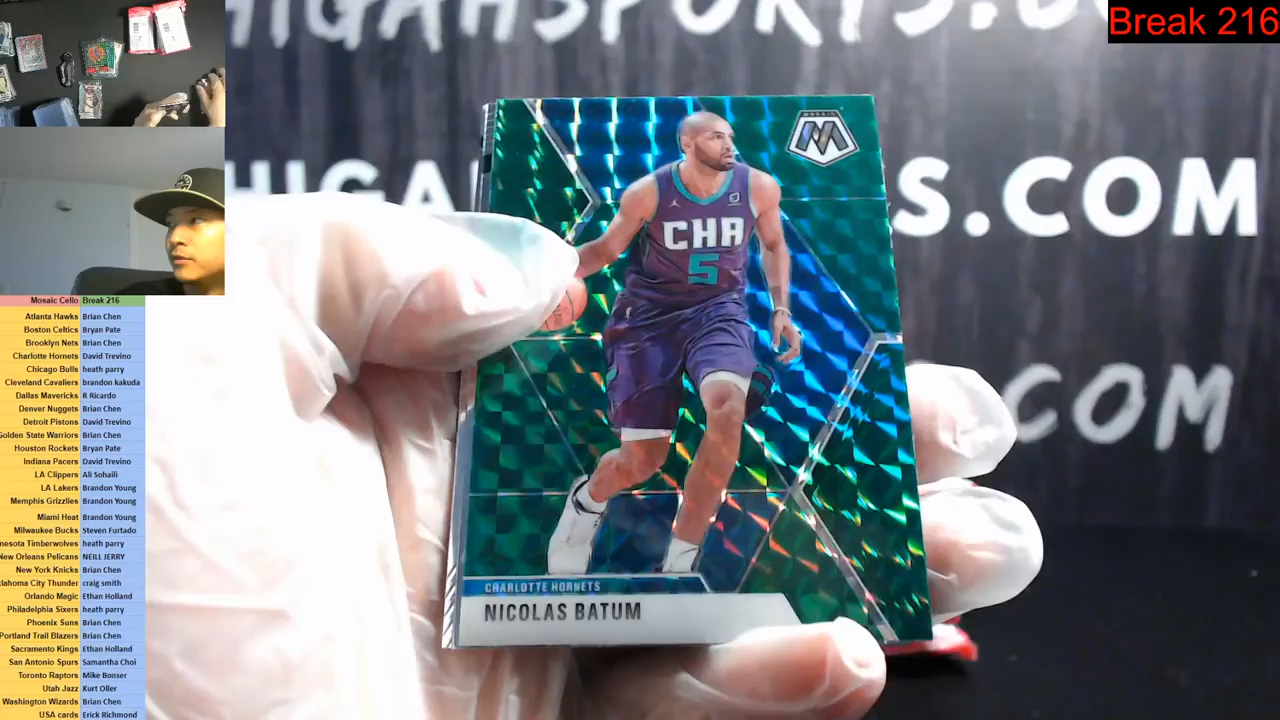 HIGAHSPORTS.
Break 216
HIGA
S.COM
COM
MOSAIC
M
CHA
5
CHARLOTTE HORNETS
NICOLAS BATUM
Mosaic Cello Break 216
Atlanta Hawks Brian Chen
Boston Celtics Bryan Pate
Brooklyn Nets Brian Chen
Charlotte Hornets David Trevino
Chicago Bulls heath parry
Cleveland Cavaliers brandon kakuda
Dallas Mavericks R Ricardo
Denver Nuggets Brian Chen
Detroit Pistons David Trevino
Golden State Warriors Brian Chen
Houston Rockets Bryan Pate
Indiana Pacers David Trevino
LA Clippers Ali Sohaili
LA Lakers Brandon Young
Memphis Grizzlies Brandon Young
Miami Heat Brandon Young
Milwaukee Bucks Steven Furtado
nesota Timberwolves heath parry
New Orleans Pelicans NEILL JERRY
New York Knicks Brian Chen
klahoma City Thunder craig smith
Orlando Magic Ethan Holland
Philadelphia Sixers heath parry
Phoenix Suns Brian Chen
Portland Trail Blazers Brian Chen
Sacramento Kings Ethan Holland
San Antonio Spurs Samantha Choi
Toronto Raptors Mike Bonser
Utah Jazz Kurt Oller
Washington Wizards Brian Chen
USA cards Erick Richmond